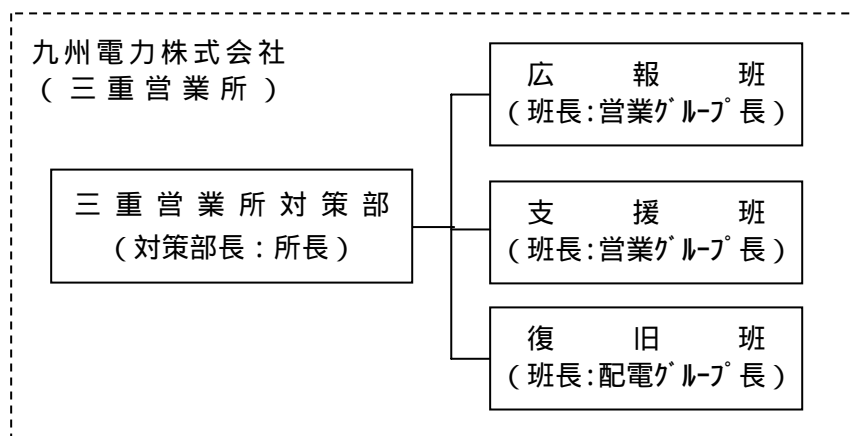 九州電力株式会社
(三重営業所)
三重営業所対策部
(対策部長:所長)
広報班
(班長:営業グループ長)
支援班
(班長:営業グループ長)
復旧班
(班長:配電グループ長)